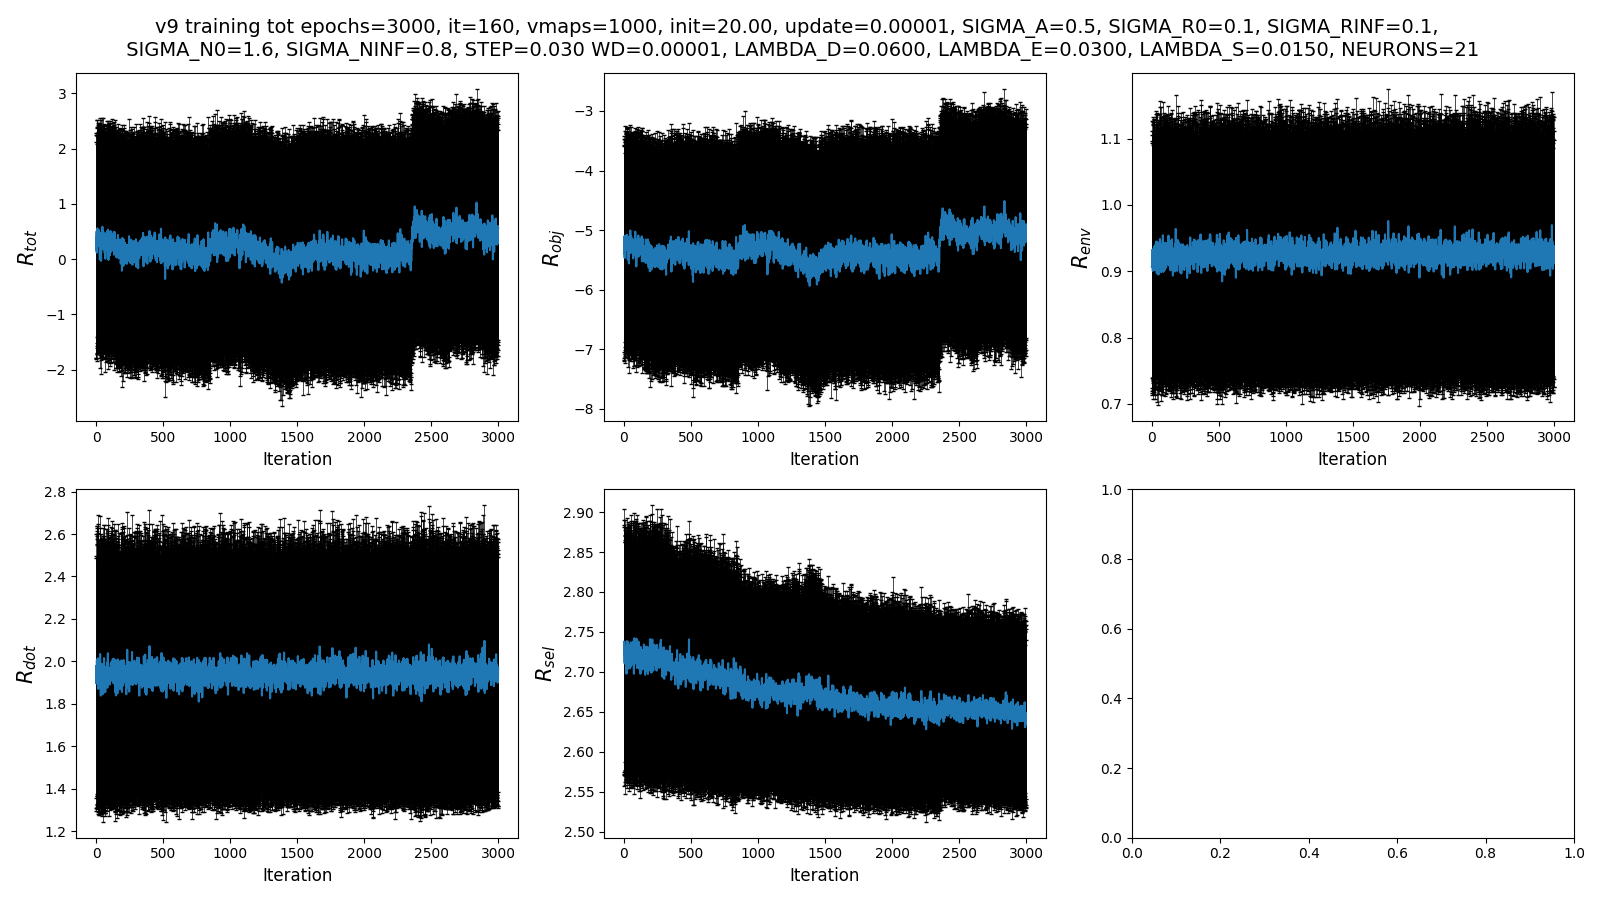 v9 training tot epochs=3000, it=160, vmaps=1000, init=20.00, update=0.00001, SIGMA_A=0.5, SIGMA_R0=0.1, SIGMA_RINF=0.1,
SIGMA_N0=1.6, SIGMA_NINF=0.8, STEP=0.030 WD=0.00001, LAMBDA_D=0.0600, LAMBDA_E=0.0300, LAMBDA_S=0.0150, NEURONS=21
R_tot
3
2
1
0
−1
−2
0 500 1000 1500 2000 2500 3000
Iteration
R_obj
−3
−4
−5
−6
−7
−8
0 500 1000 1500 2000 2500 3000
Iteration
R_env
1.1
1.0
0.9
0.8
0.7
0 500 1000 1500 2000 2500 3000
Iteration
R_dot
2.8
2.6
2.4
2.2
2.0
1.8
1.6
1.4
1.2
0 500 1000 1500 2000 2500 3000
Iteration
R_sel
2.90
2.85
2.80
2.75
2.70
2.65
2.60
2.55
2.50
0 500 1000 1500 2000 2500 3000
Iteration
1.0
0.8
0.6
0.4
0.2
0.0
0.0 0.2 0.4 0.6 0.8 1.0